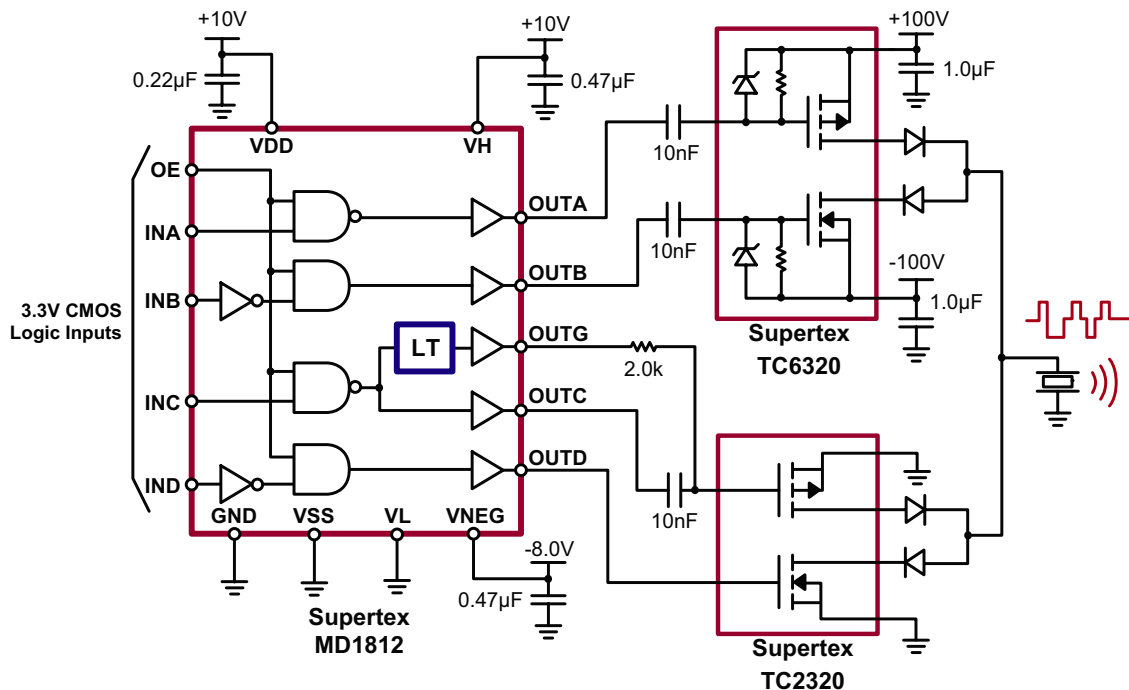 +10V
+10V
+100V
0.22µF
0.47µF
1.0µF
VDD
VH
10nF
OE
OUTA
INA
10nF
OUTB
-100V
INB
1.0µF
3.3V CMOS
Logic Inputs
OUTG
LT
2.0k
Supertex
TC6320
INC
OUTC
OUTD
IND
10nF
GND
VSS
VL
VNEG
-8.0V
0.47µF
Supertex
MD1812
Supertex
TC2320